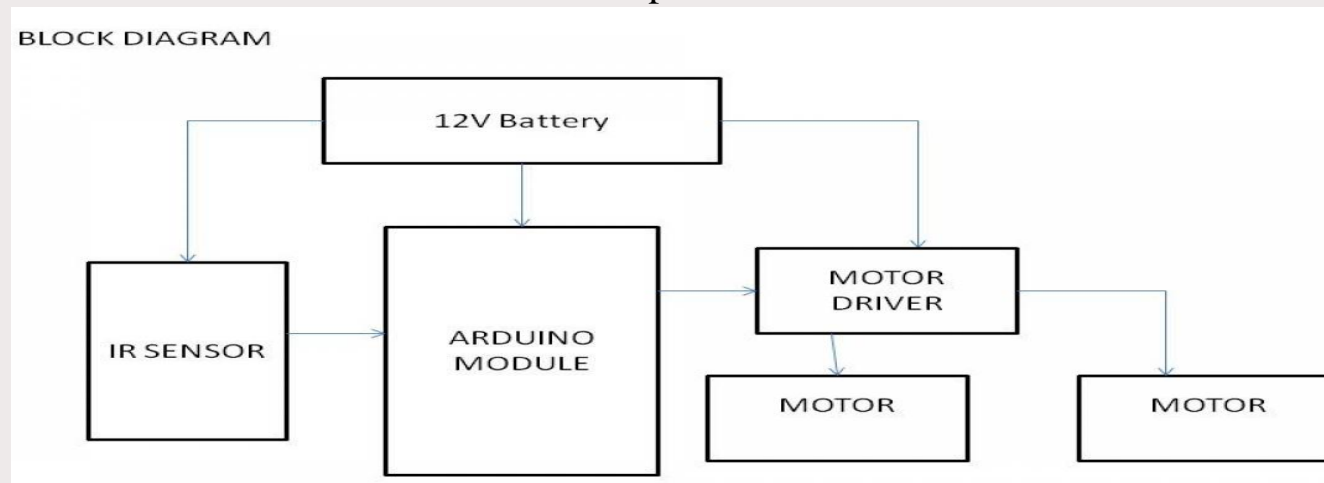 BLOCK DIAGRAM
12V Battery
IR SENSOR
ARDUINO
MODULE
MOTOR
DRIVER
MOTOR
MOTOR